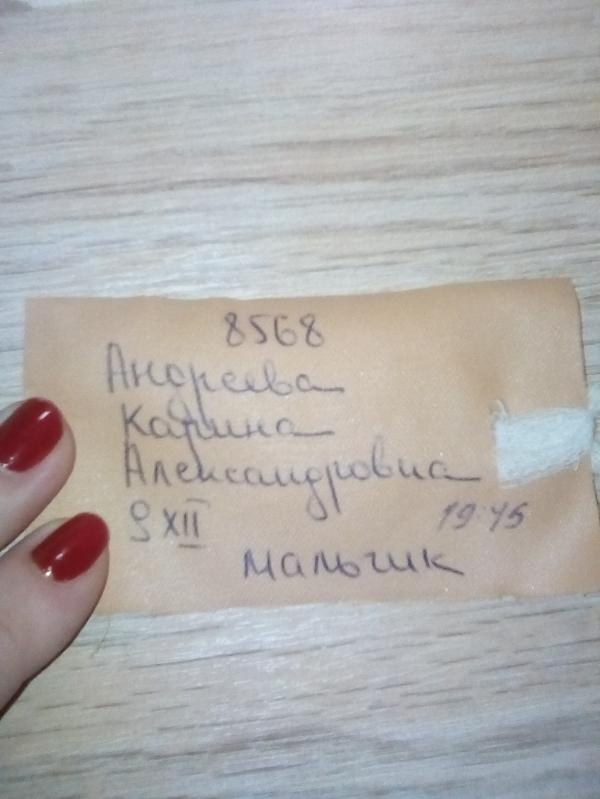 8568
Андреева
Карина
Александровна
9 XII 19:45
мальчик